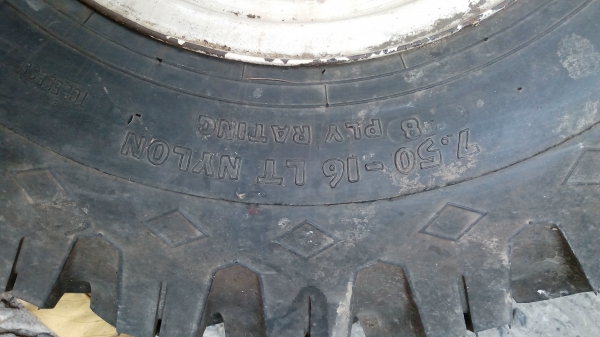 7.50-16 LT NYLON
8 PLY RATING